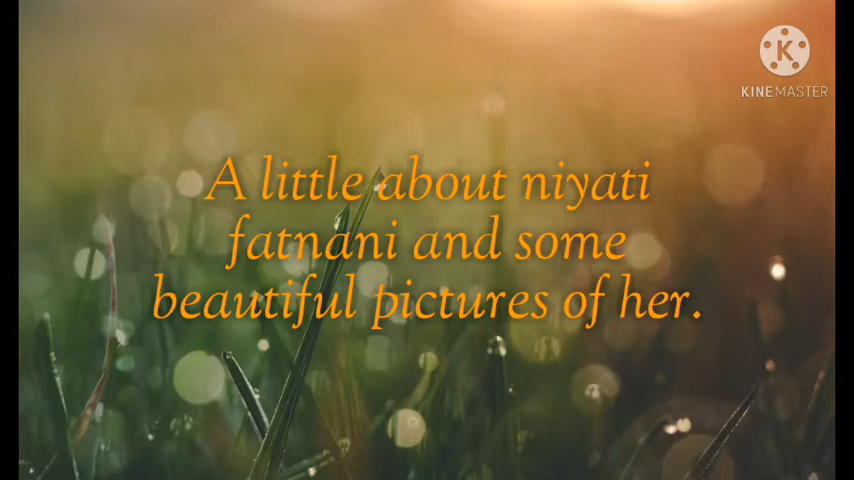 KINEMASTER
A little about niyati
fatnani and some
beautiful pictures of her.